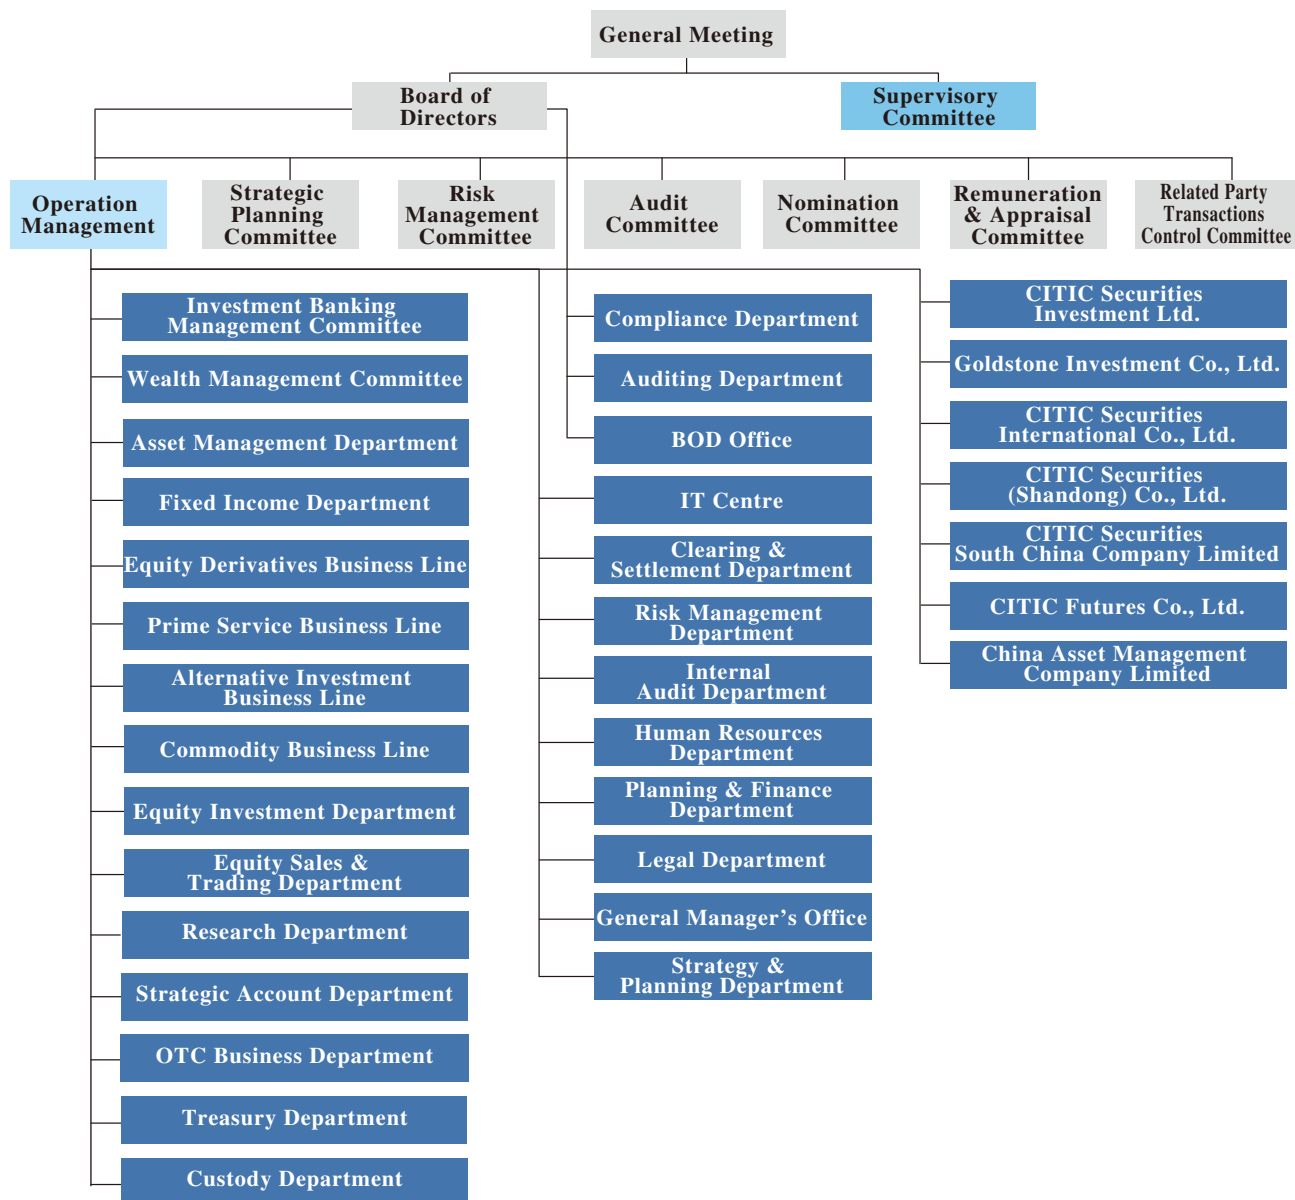 General Meeting
Board of
Directors
Supervisory
Committee
Operation
Management
Strategic
Planning
Committee
Risk
Management
Committee
Audit
Committee
Nomination
Committee
Remuneration
& Appraisal
Committee
Related Party
Transactions
Control Committee
Investment Banking
Management Committee
Wealth Management Committee
Asset Management Department
Fixed Income Department
Equity Derivatives Business Line
Prime Service Business Line
Alternative Investment
Business Line
Commodity Business Line
Equity Investment Department
Equity Sales &
Trading Department
Research Department
Strategic Account Department
OTC Business Department
Treasury Department
Custody Department
Compliance Department
Auditing Department
BOD Office
IT Centre
Clearing &
Settlement Department
Risk Management
Department
Internal
Audit Department
Human Resources
Department
Planning & Finance
Department
Legal Department
General Manager’s Office
Strategy &
Planning Department
CITIC Securities
Investment Ltd.
Goldstone Investment Co., Ltd.
CITIC Securities
International Co., Ltd.
CITIC Securities
(Shandong) Co., Ltd.
CITIC Securities
South China Company Limited
CITIC Futures Co., Ltd.
China Asset Management
Company Limited